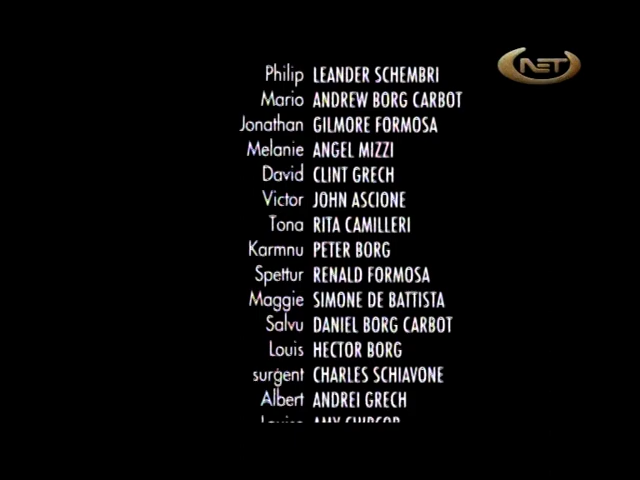 NET
Philip LEANDER SCHEMBRI
Mario ANDREW BORG CARBOT
Jonathan GILMORE FORMOSA
Melanie ANGEL MIZZI
David CLINT GRECH
Victor JOHN ASCIONE
Tona RITA CAMILLERI
Karmnu PETER BORG
Spettur RENALD FORMOSA
Maggie SIMONE DE BATTISTA
Salvu DANIEL BORG CARBOT
Louis HECTOR BORG
surgent CHARLES SCHIAVONE
Albert ANDREI GRECH